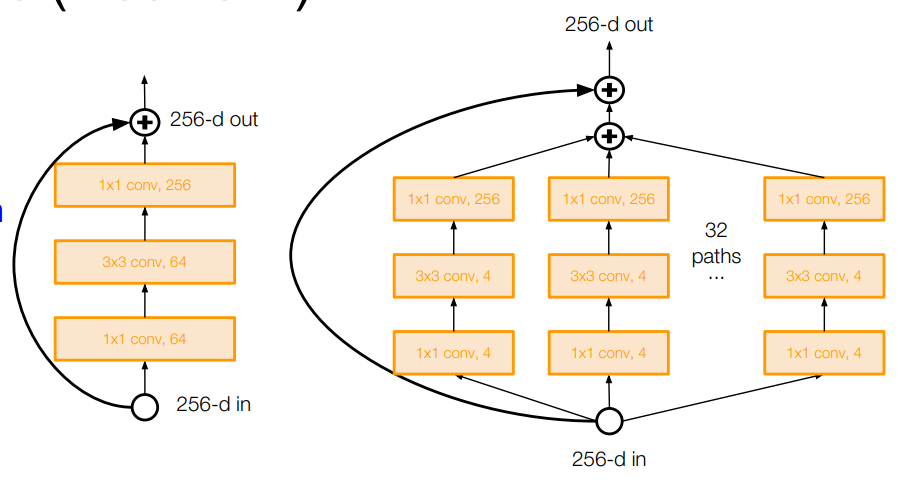 256-d out
1x1 conv, 256
3x3 conv, 64
1x1 conv, 64
256-d in
256-d out
1x1 conv, 256
1x1 conv, 256
1x1 conv, 256
32
paths
...
3x3 conv, 4
3x3 conv, 4
3x3 conv, 4
1x1 conv, 4
1x1 conv, 4
1x1 conv, 4
256-d in